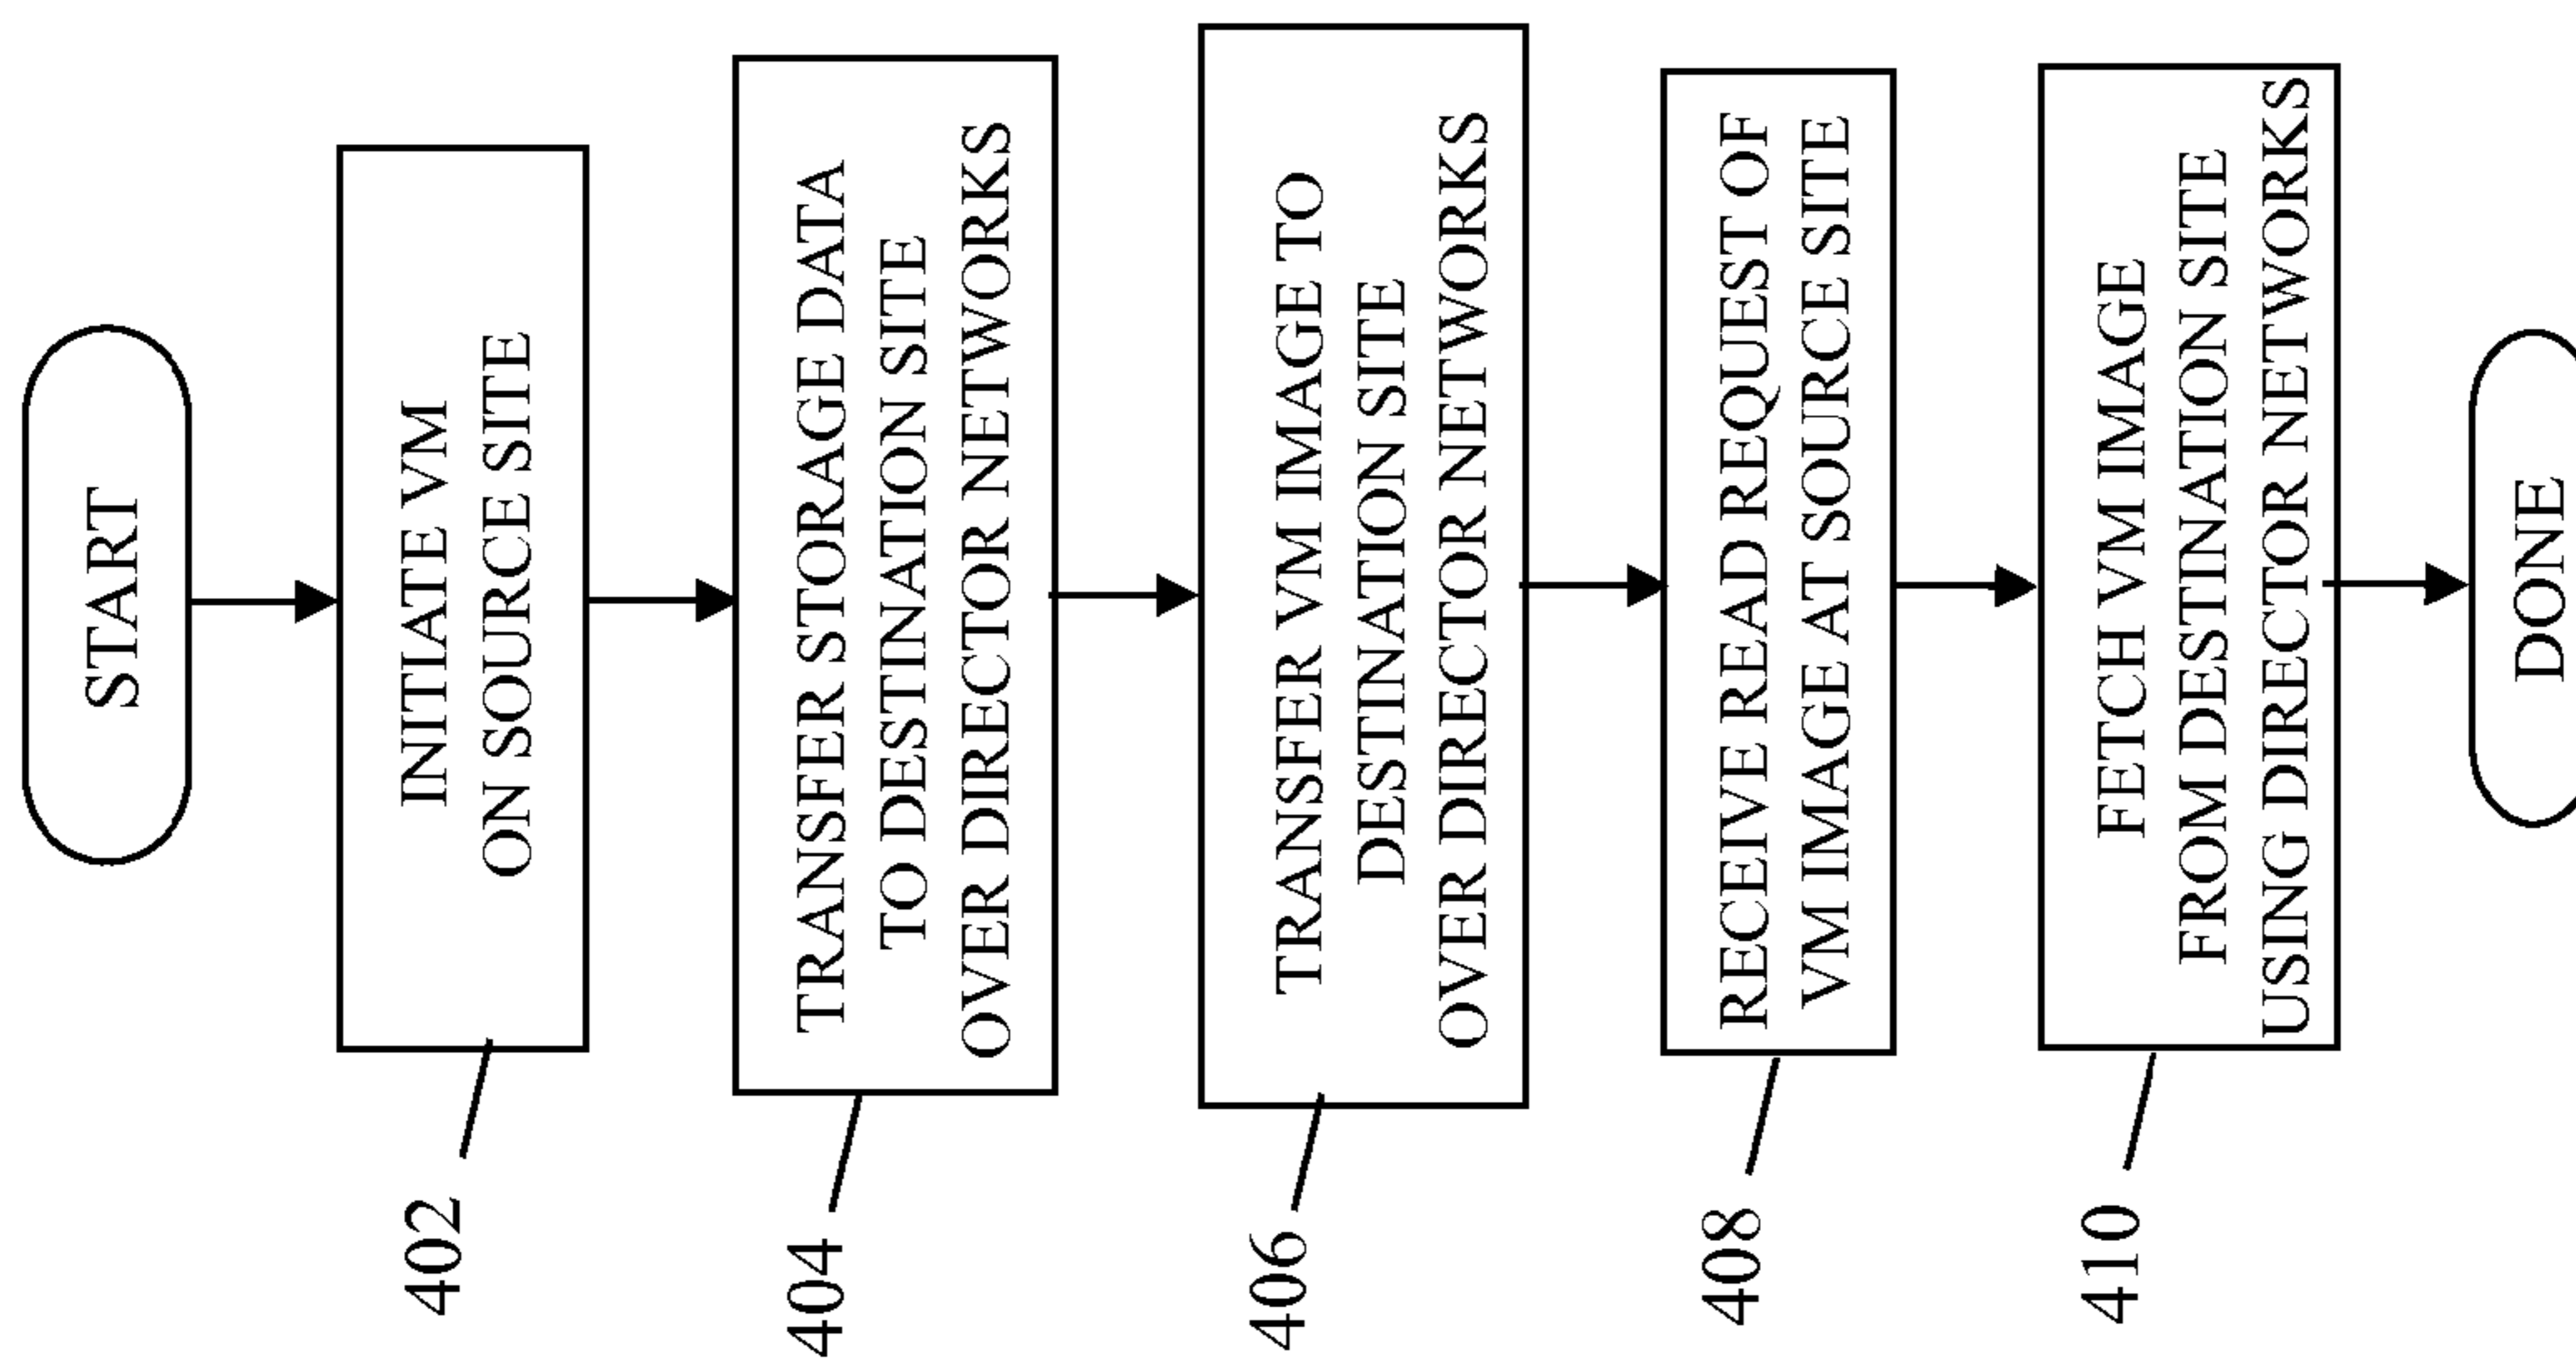 START
402
INITIATE VM
ON SOURCE SITE
404
TRANSFER STORAGE DATA
TO DESTINATION SITE
OVER DIRECTOR NETWORKS
406
TRANSFER VM IMAGE TO
DESTINATION SITE
OVER DIRECTOR NETWORKS
408
RECEIVE READ REQUEST OF
VM IMAGE AT SOURCE SITE
410
FETCH VM IMAGE
FROM DESTINATION SITE
USING DIRECTOR NETWORKS
DONE